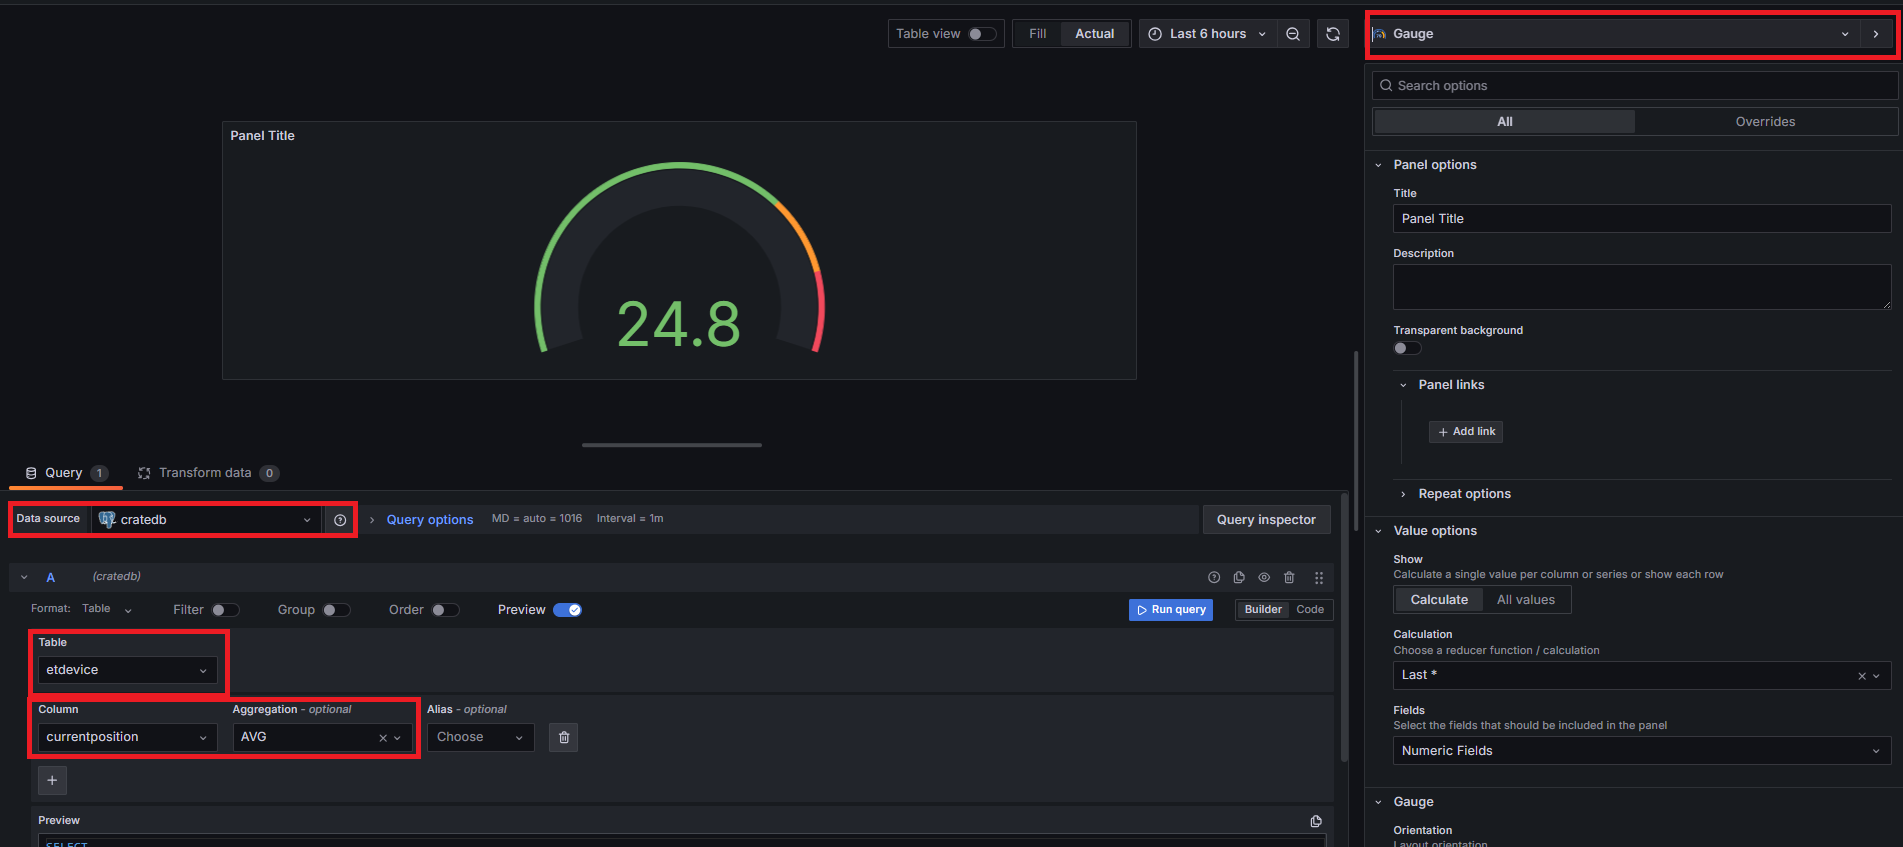 Table view
Fill Actual
Last 6 hours
Gauge
Search options
All Overrides
Panel Title
24.8
Panel options
Title
Panel Title
Description
Transparent background
Panel links
+ Add link
Repeat options
Value options
Show
Calculate a single value per column or series or show each row
Calculate All values
Calculation
Choose a reducer function / calculation
Last *
Fields
Select the fields that should be included in the panel
Numeric Fields
Gauge
Orientation
Layout orientation
Query 1 Transform data 0
Data source cratedb Query options MD = auto = 1016 Interval = 1m Query inspector
A (cratedb)
Format: Table Filter Group Order Preview Run query Builder Code
Table
etdevice
Column Aggregation - optional Alias - optional
currentposition AVG Choose
+
Preview
SELECT